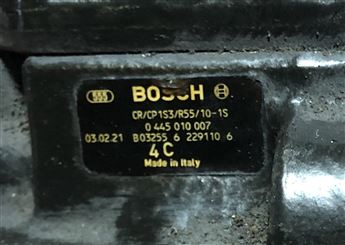 555 BOSCH
CR/CP1S3/R55/10-1S
0 445 010 007
03.02.21 B03255 6 229110 6
4C
Made in Italy